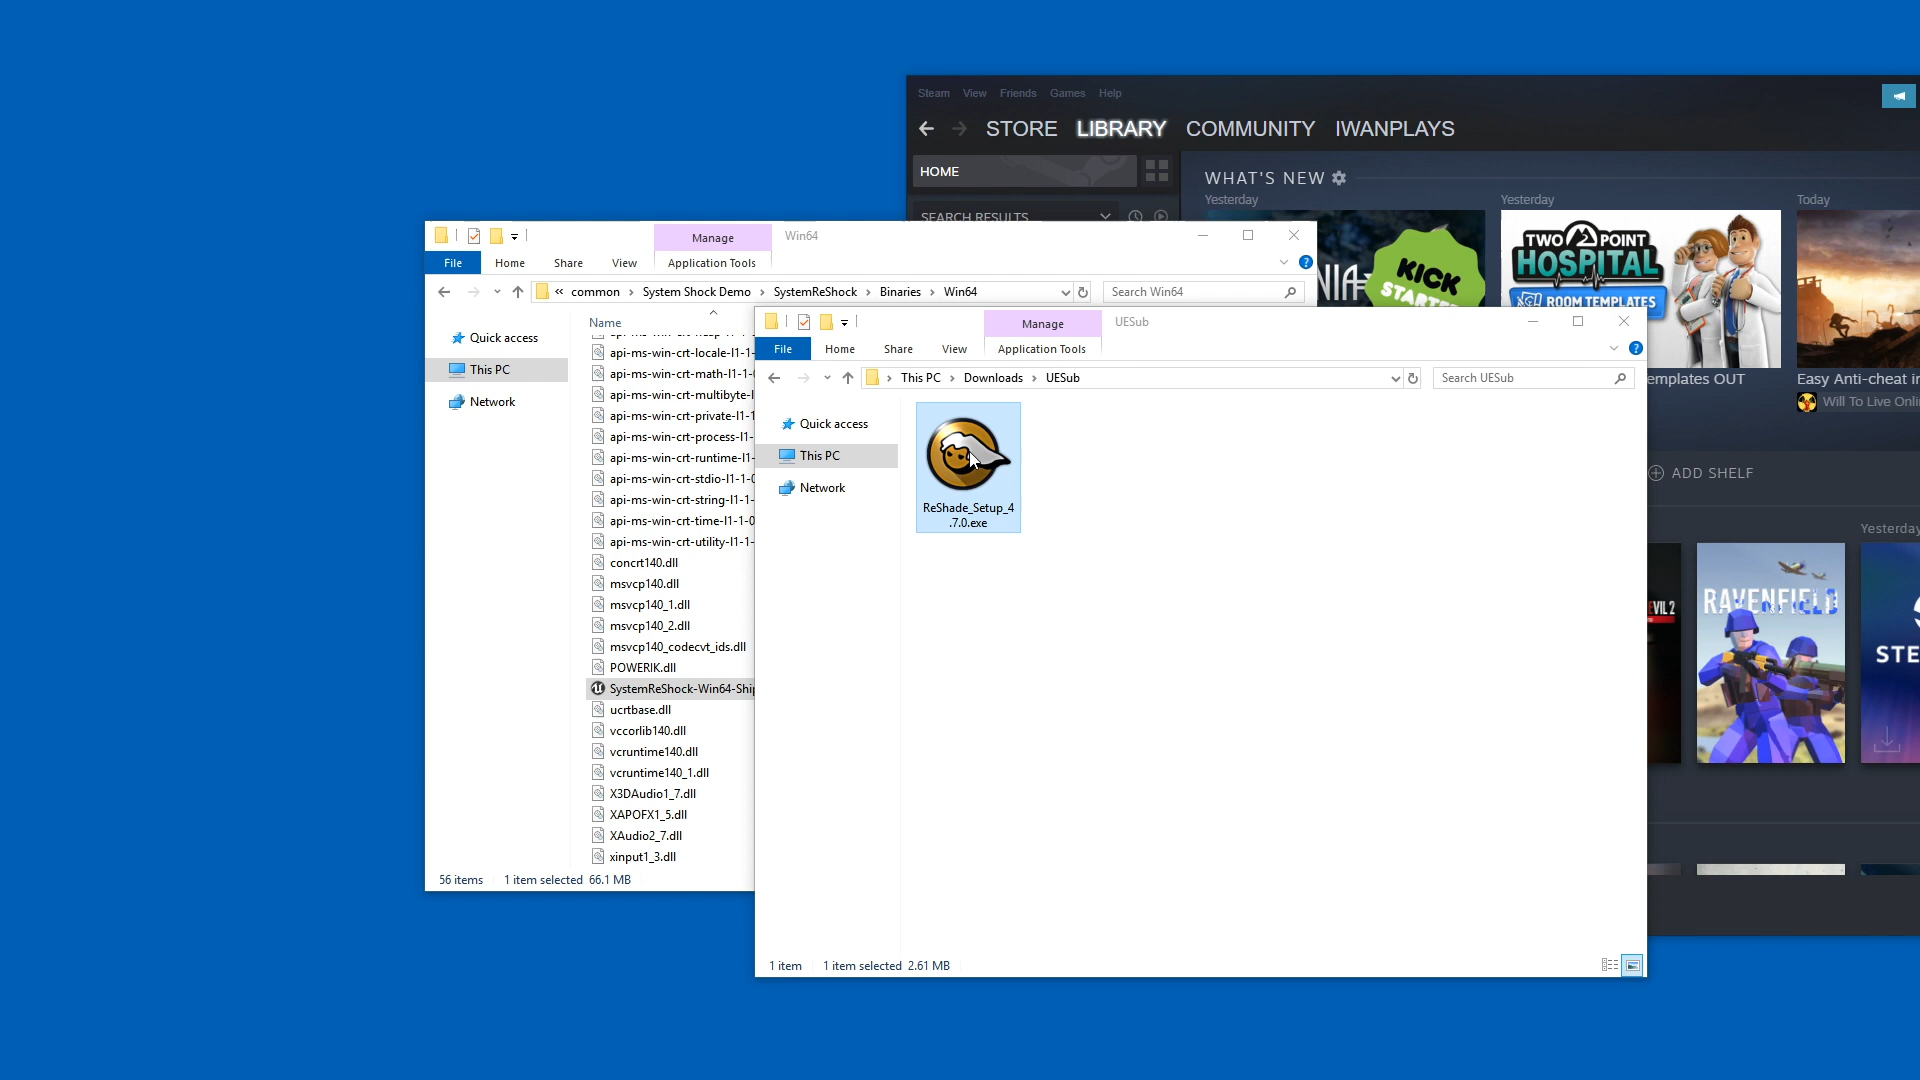 Steam View Friends Games Help
STORE LIBRARY COMMUNITY IWANPLAYS
HOME
SEARCH RESULTS
WHAT'S NEW
Yesterday
Yesterday
Today
KICK
TWO POINT
HOSPITAL
ROOM TEMPLATES
emplates OUT
Easy Anti-cheat in
Will To Live Onli
ADD SHELF
Yesterday
EVIL 2
RAVENFIELD
STE
Manage
Win64
File Home Share View Application Tools
« common › System Shock Demo › SystemReShock › Binaries › Win64
Search Win64
Quick access
This PC
Network
Name
api-ms-win-crt-locale-l1-1-
api-ms-win-crt-math-l1-1-
api-ms-win-crt-multibyte-l
api-ms-win-crt-private-l1-1
api-ms-win-crt-process-l1-
api-ms-win-crt-runtime-l1-
api-ms-win-crt-stdio-l1-1-0
api-ms-win-crt-string-l1-1-
api-ms-win-crt-time-l1-1-0
api-ms-win-crt-utility-l1-1-
concrt140.dll
msvcp140.dll
msvcp140_1.dll
msvcp140_2.dll
msvcp140_codecvt_ids.dll
POWERIK.dll
SystemReShock-Win64-Ship
ucrtbase.dll
vccorlib140.dll
vcruntime140.dll
vcruntime140_1.dll
X3DAudio1_7.dll
XAPOFX1_5.dll
XAudio2_7.dll
xinput1_3.dll
56 items 1 item selected 66.1 MB
Manage
UESub
File Home Share View Application Tools
› This PC › Downloads › UESub
Search UESub
Quick access
This PC
Network
ReShade_Setup_4
.7.0.exe
1 item 1 item selected 2.61 MB